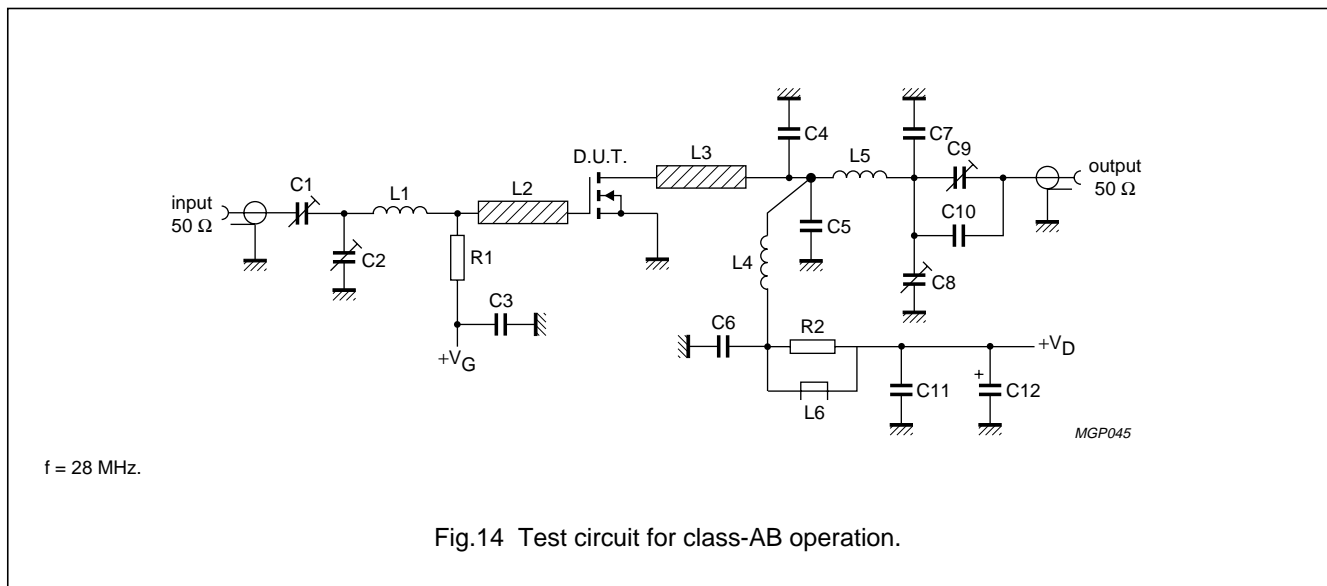 C4
C7
D.U.T.
L3
L5
C9
output
50 Ω
input
50 Ω
C1
L1
L2
C10
C2
R1
C5
L4
C8
C3
C6
R2
+VD
+VG
+
C11
C12
L6
MGP045
f = 28 MHz.
Fig.14 Test circuit for class-AB operation.